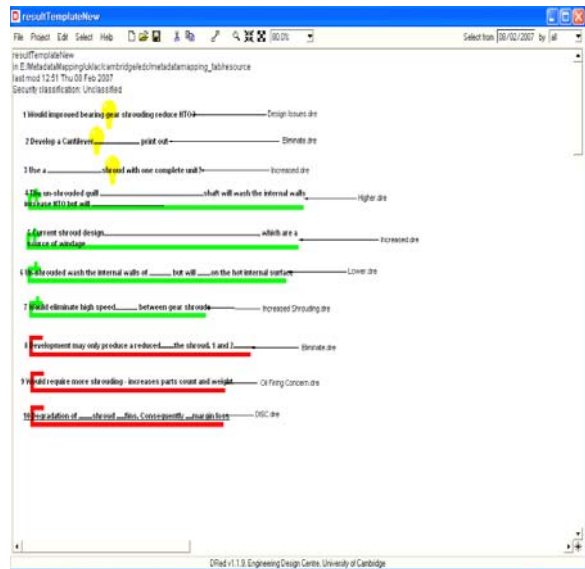 resultTemplateNew
File Project Edit Select Help 80.0% Select from 08/02/2007 by all
resultTemplateNew
in E:/MetadataMapping/uk/ac/cambridge/edc/metadatamapping_fab/resource
last mod 12:51 Thu 08 Feb 2007
Security classification: Unclassified
1 Would improved bearing gear shrouding reduce HTO? Design Issues.dre
2 Develop a Cantilever print out Eliminate.dre
3 Use a shroud with one complete unit? Increased.dre
4 The un-shrouded quill shaft will wash the internal walls
increase HTO but will Higher.dre
5 Current shroud design which are a
source of windage Increased.dre
6 Un-shrouded wash the internal walls of but will on the hot internal surface Lower.dre
7 Would eliminate high speed between gear shrouds Increased Shrouding.dre
8 Development may only produce a reduced the shroud. 1 and 2 Eliminate.dre
9 Would require more shrouding - increases parts count and weight. Oil Firing Concern.dre
10 Degradation of shroud fins. Consequently margin fees DISC.dre
DRed v1.1.9, Engineering Design Centre, University of Cambridge